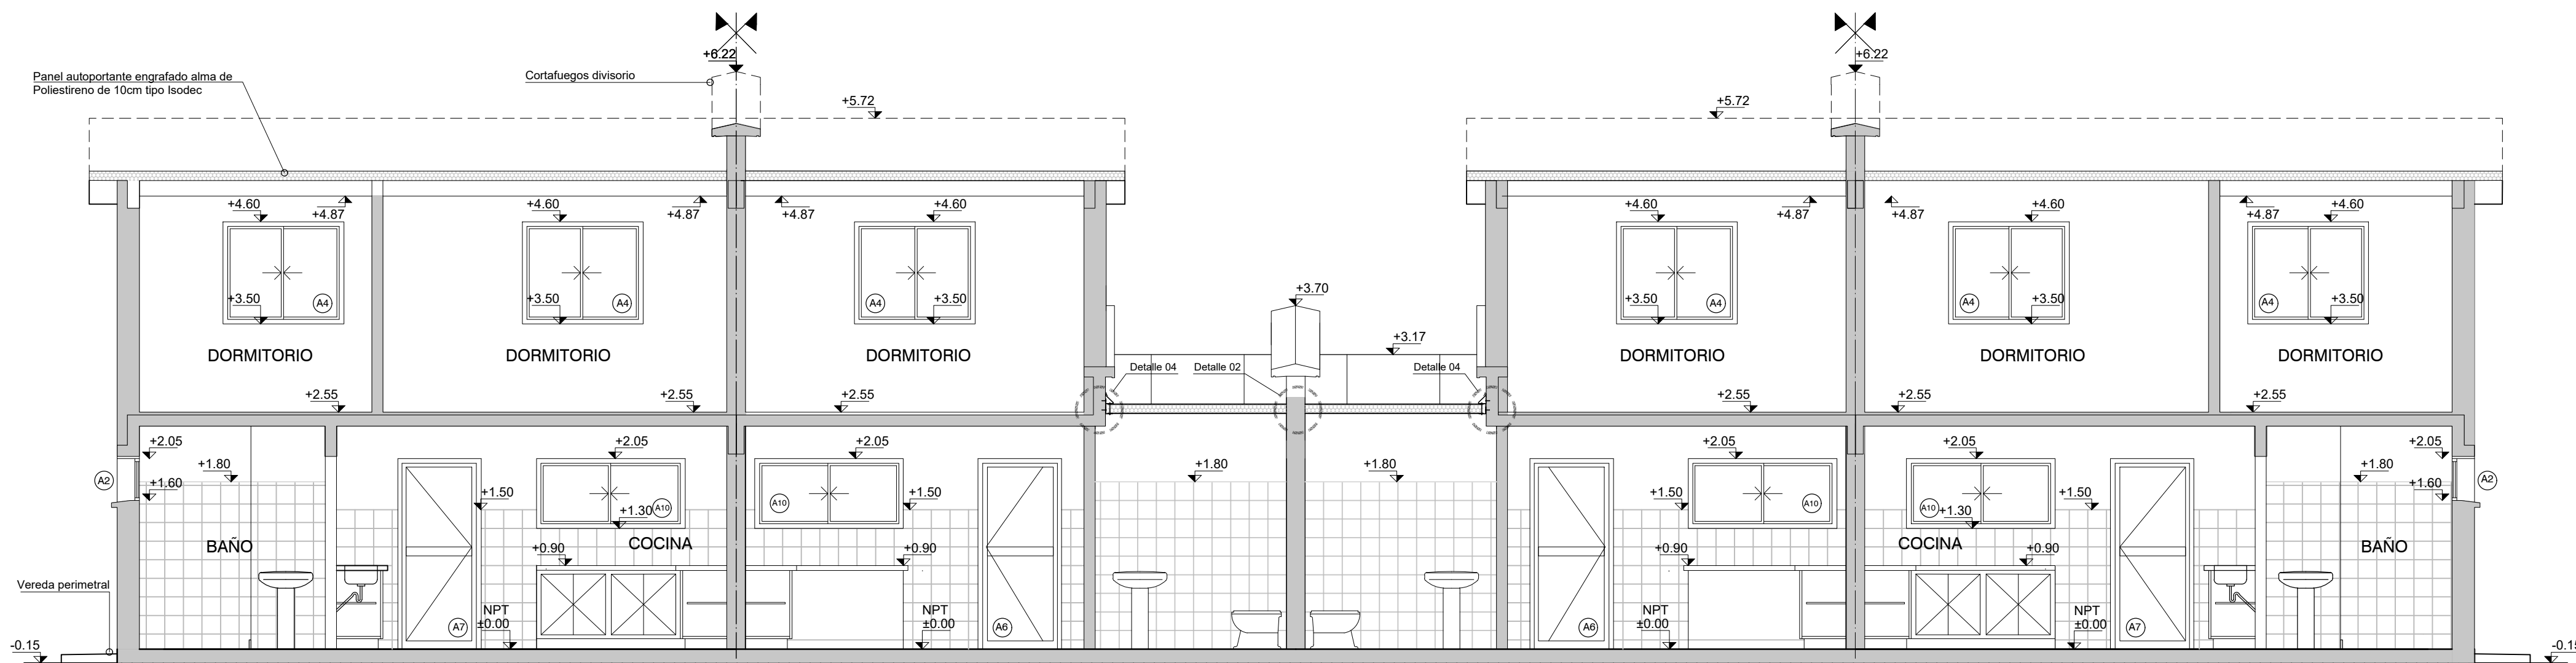 +6.22
+6.22
Panel autoportante engrafado alma de
Poliestireno de 10cm tipo Isodec
Cortafuegos divisorio
+5.72
+5.72
+4.60
+4.87
+4.60
+4.87
+4.87
+4.60
+4.60
+4.87
+4.87
+4.60
+4.87
+4.60
+3.50
A4
+3.50
A4
A4
+3.50
+3.70
+3.50
A4
A4
+3.50
A4
+3.50
+3.17
DORMITORIO
DORMITORIO
DORMITORIO
DORMITORIO
DORMITORIO
DORMITORIO
Detalle 04
Detalle 02
Detalle 04
+2.55
+2.55
+2.55
+2.55
+2.55
+2.55
+2.05
+2.05
+2.05
+2.05
+2.05
+2.05
+1.80
+1.80
+1.80
+1.80
A2
+1.60
+1.50
+1.50
+1.50
+1.50
+1.60
A2
+1.30
A10
A10
A10
A10
+1.30
BAÑO
COCINA
COCINA
BAÑO
+0.90
+0.90
+0.90
+0.90
Vereda perimetral
NPT
±0.00
NPT
±0.00
NPT
±0.00
NPT
±0.00
A7
A6
A6
A7
-0.15